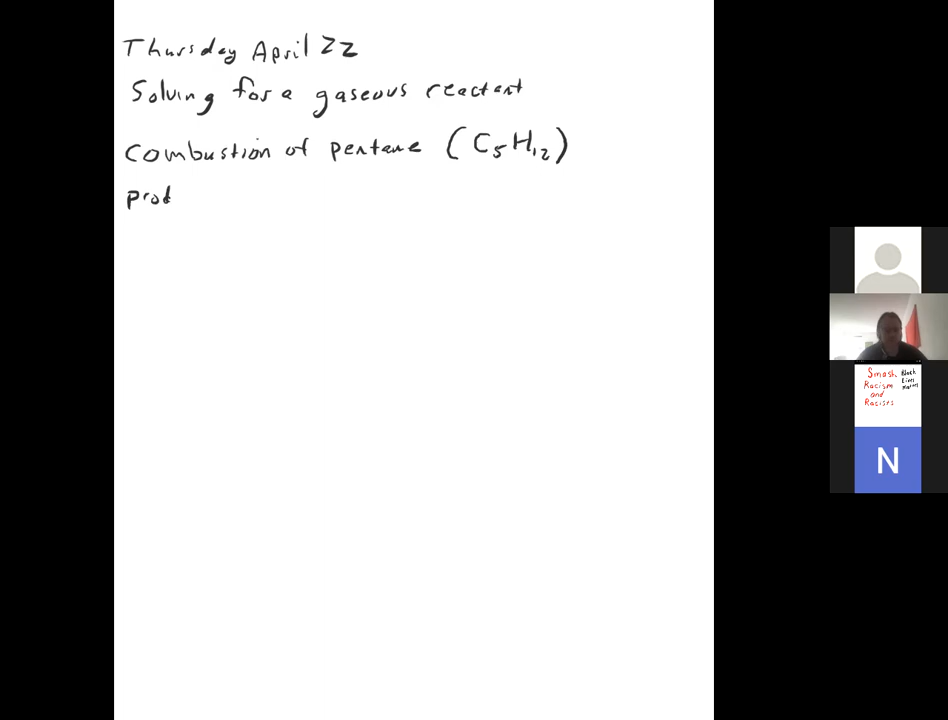 Thursday April 22
Solving for a gaseous reactant
Combustion of pentane (C₅H₁₂)
prod
Smash
Racism
and
Racists
Black
Lives
Matter
N